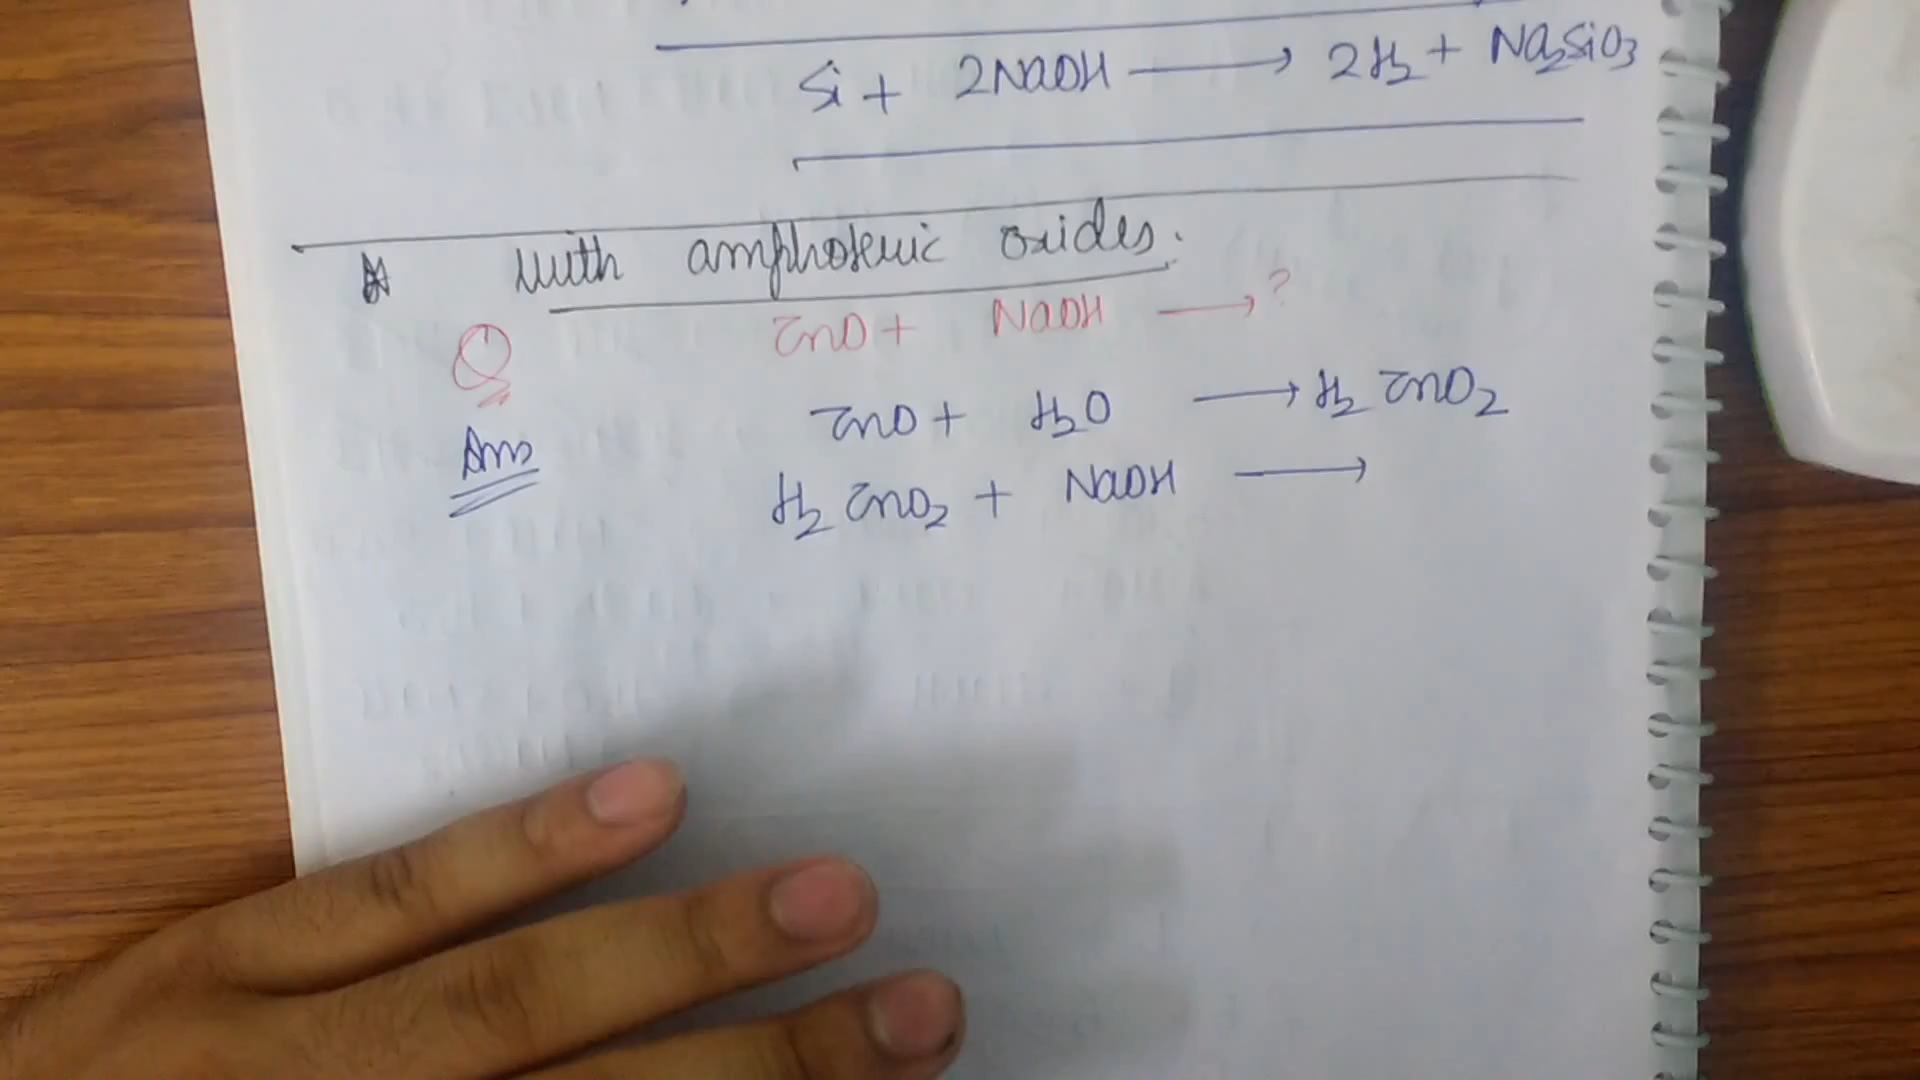 Si + 2NaOH ⟶ 2H₂ + Na₂SiO₃
With amphoteric oxides.
Q ZnO + NaOH ⟶ ?
Ans ZnO + H₂O ⟶ H₂ZnO₂
H₂ZnO₂ + NaOH ⟶